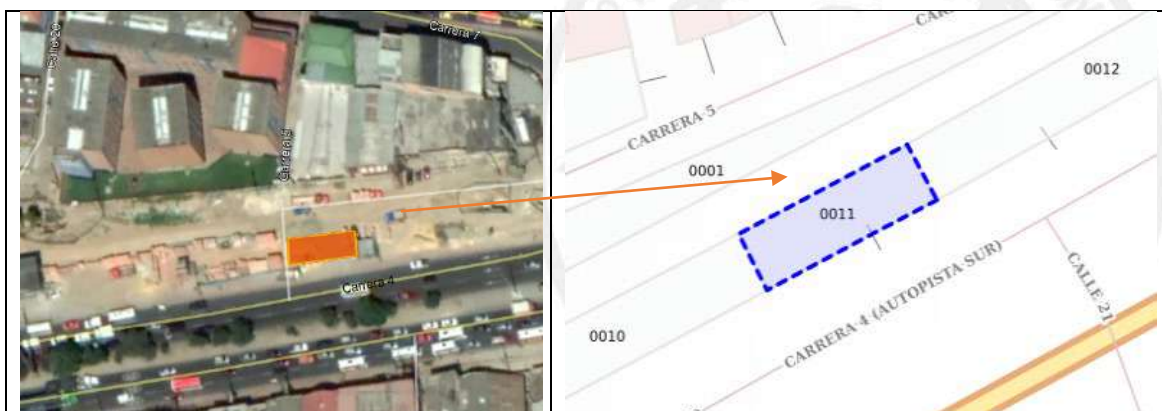 Calle 20
Carrera 7
Carrera 5
Carrera 4
CARRERA 5
0012
0001
0011
CARRERA 4 (AUTOPISTA SUR)
CALLE 21
0010